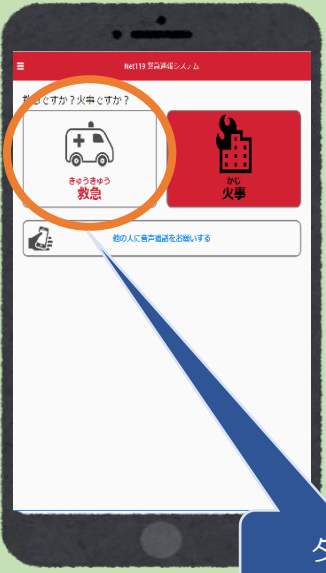 Net119 緊急通報システム
救急ですか？火事ですか？
きゅうきゅう
救急
かじ
火事
他の人に音声通話をお願いする
タ